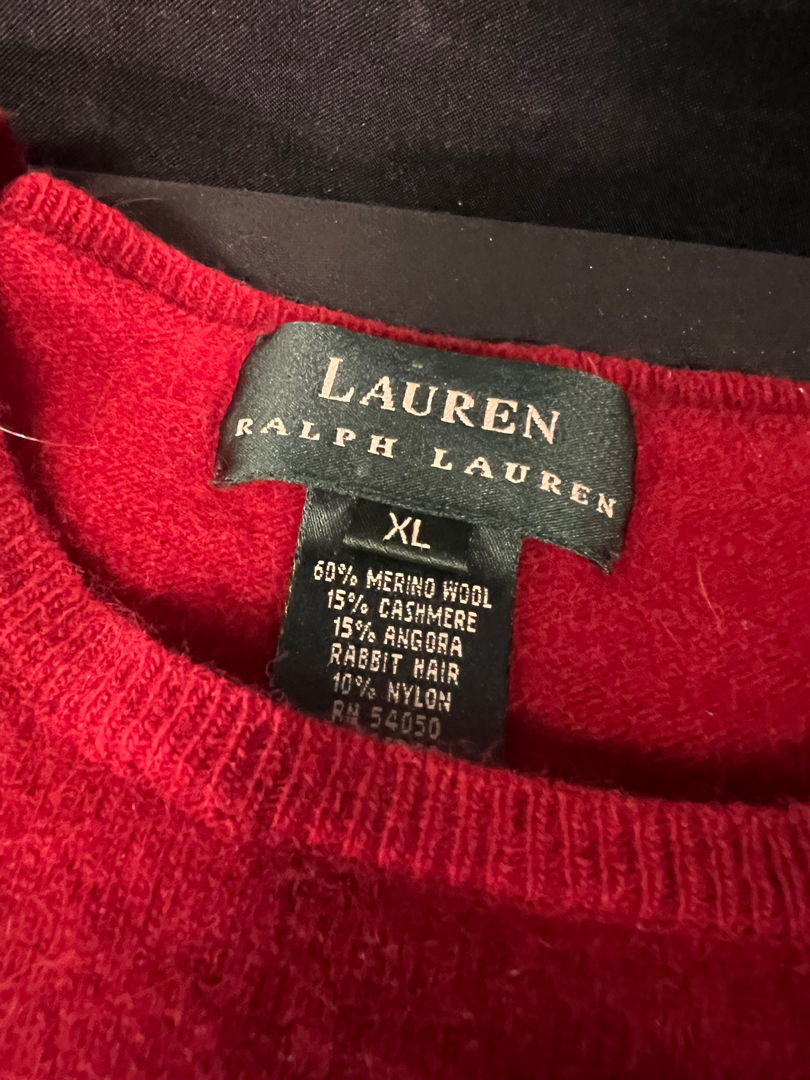 LAUREN
RALPH LAUREN
XL
60% MERINO WOOL
15% CASHMERE
15% ANGORA
RABBIT HAIR
10% NYLON
RN 54050